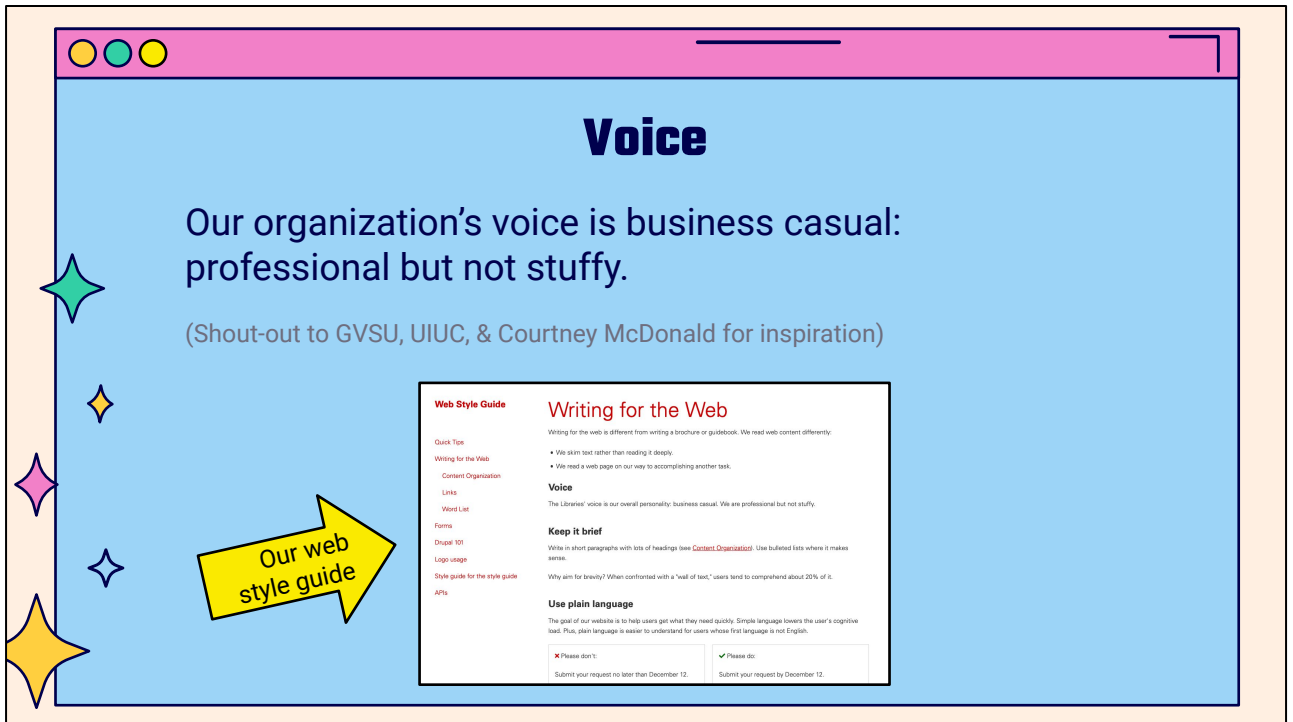 Voice
Our organization’s voice is business casual:
professional but not stuffy.
(Shout-out to GVSU, UIUC, & Courtney McDonald for inspiration)
Our web
style guide
Web Style Guide
Quick Tips
Writing for the Web
Content Organization
Links
Word List
Forms
Drupal 101
Logo usage
Style guide for the style guide
APIs
Writing for the Web
Writing for the web is different from writing a brochure or guidebook. We read web content differently:
• We skim text rather than reading it deeply.
• We read a web page on our way to accomplishing another task.
Voice
The Libraries' voice is our overall personality: business casual. We are professional but not stuffy.
Keep it brief
Write in short paragraphs with lots of headings (see Content Organization). Use bulleted lists where it makes
sense.
Why aim for brevity? When confronted with a "wall of text," users tend to comprehend about 20% of it.
Use plain language
The goal of our website is to help users get what they need quickly. Simple language lowers the user's cognitive
load. Plus, plain language is easier to understand for users whose first language is not English.
✖ Please don't:
Submit your request no later than December 12.
✔ Please do:
Submit your request by December 12.